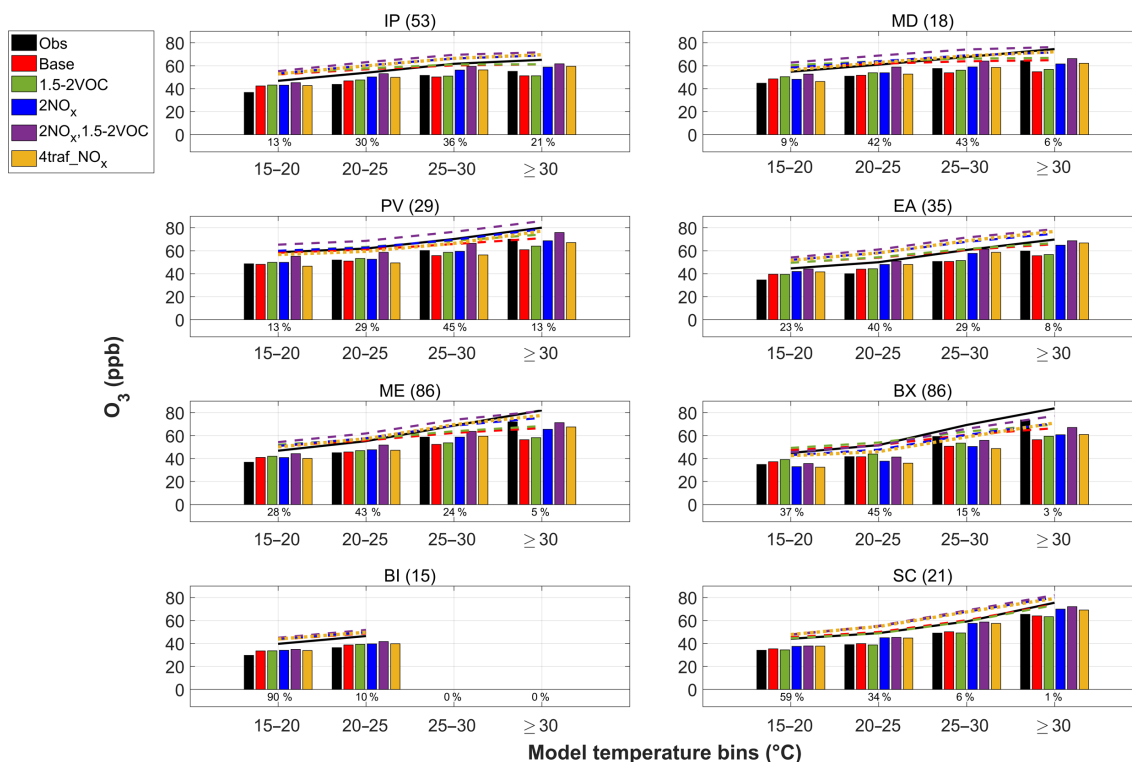 Obs
Base
1.5-2VOC
2NOₓ
2NOₓ,1.5-2VOC
4traf_NOₓ
O₃ (ppb)
IP (53)
80
60
40
20
0
13 % 30 % 36 % 21 %
15–20 20–25 25–30 ≥ 30
MD (18)
80
60
40
20
0
9 % 42 % 43 % 6 %
15–20 20–25 25–30 ≥ 30
PV (29)
80
60
40
20
0
13 % 29 % 45 % 13 %
15–20 20–25 25–30 ≥ 30
EA (35)
80
60
40
20
0
23 % 40 % 29 % 8 %
15–20 20–25 25–30 ≥ 30
ME (86)
80
60
40
20
0
28 % 43 % 24 % 5 %
15–20 20–25 25–30 ≥ 30
BX (86)
80
60
40
20
0
37 % 45 % 15 % 3 %
15–20 20–25 25–30 ≥ 30
BI (15)
80
60
40
20
0
90 % 10 % 0 % 0 %
15–20 20–25 25–30 ≥ 30
SC (21)
80
60
40
20
0
59 % 34 % 6 % 1 %
15–20 20–25 25–30 ≥ 30
Model temperature bins (°C)